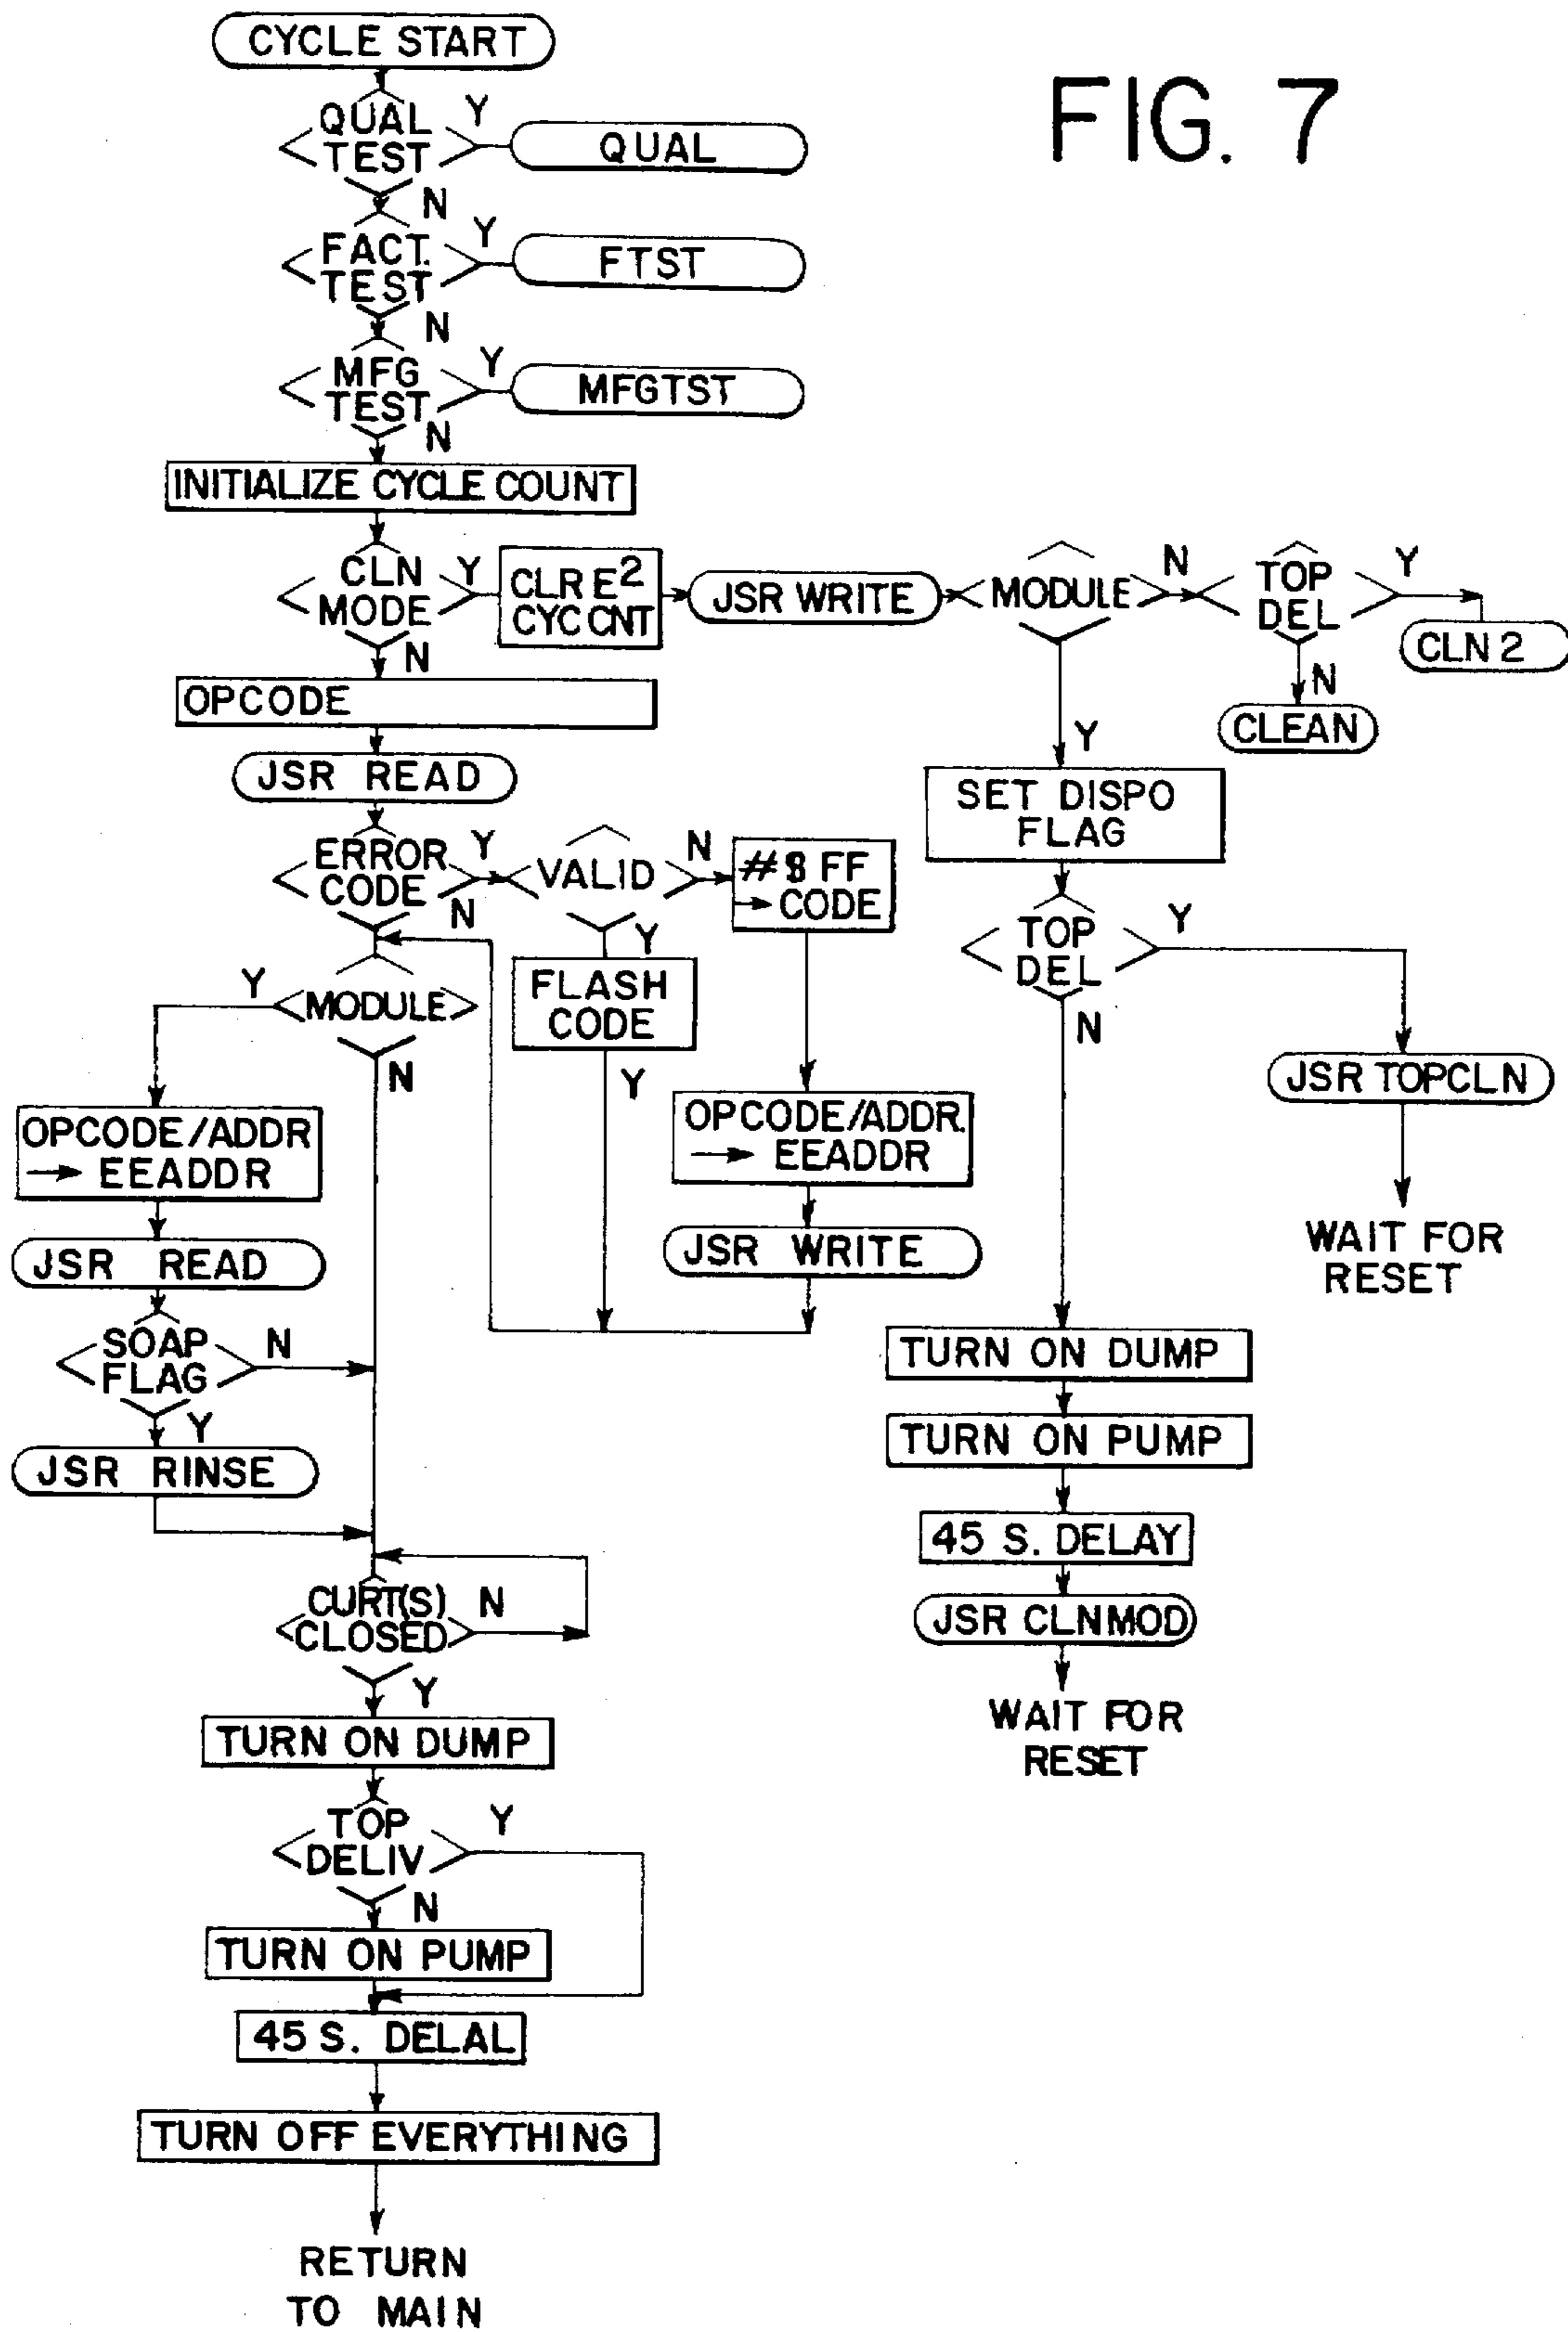 FIG. 7
CYCLE START
QUAL
TEST
Y
QUAL
N
FACT.
TEST
Y
FTST
N
MFG
TEST
Y
MFGTST
N
INITIALIZE CYCLE COUNT
CLN
MODE
Y
CLR E2
CYC CNT
JSR WRITE
MODULE
N
TOP
DEL
Y
CLN 2
N
CLEAN
N
OPCODE
JSR READ
ERROR
CODE
Y
VALID
N
#$ FF
→ CODE
N
Y
FLASH
CODE
Y
OPCODE/ADDR.
→ EEADDR
JSR WRITE
Y
MODULE
N
OPCODE/ADDR
→ EEADDR
JSR READ
SOAP
FLAG
N
Y
JSR RINSE
CURT(S)
CLOSED
N
Y
TURN ON DUMP
TOP
DELIV
Y
N
TURN ON PUMP
45 S. DELAL
TURN OFF EVERYTHING
RETURN
TO MAIN
Y
SET DISPO
FLAG
TOP
DEL
Y
N
JSR TOPCLN
WAIT FOR
RESET
TURN ON DUMP
TURN ON PUMP
45 S. DELAY
JSR CLNMOD
WAIT FOR
RESET